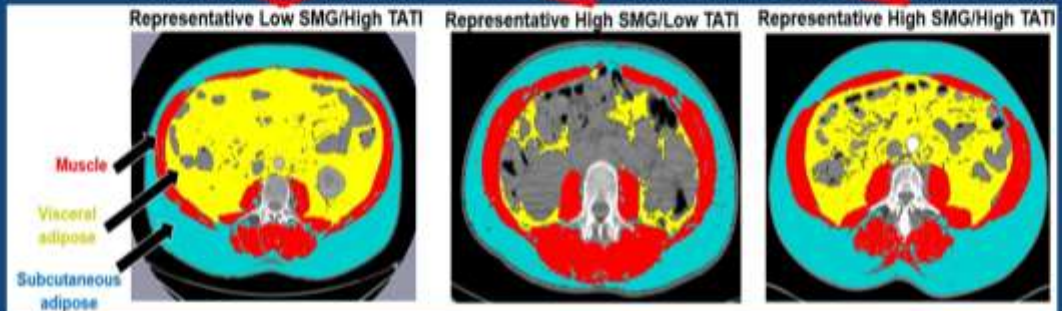 Representative Low SMG/High TATI
Representative High SMG/Low TATI
Representative High SMG/High TATI
Muscle
Visceral
adipose
Subcutaneous
adipose